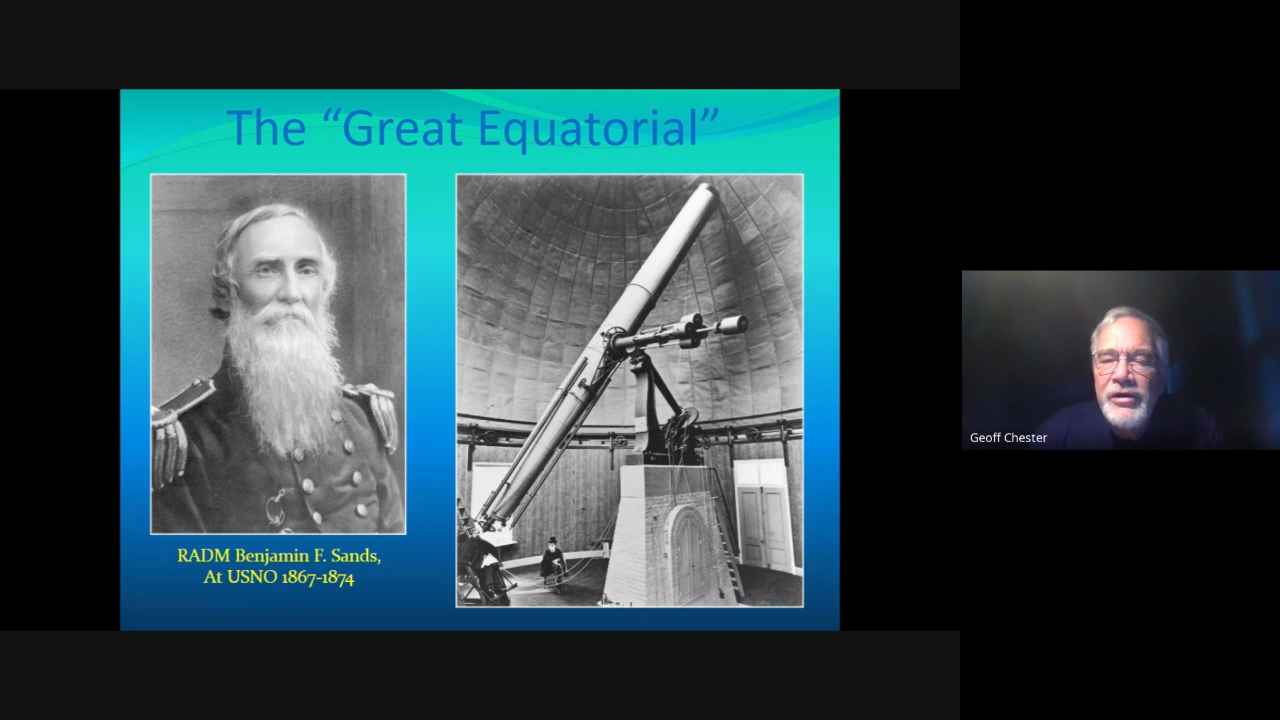 The “Great Equatorial”
RADM Benjamin F. Sands,
At USNO 1867-1874
Geoff Chester